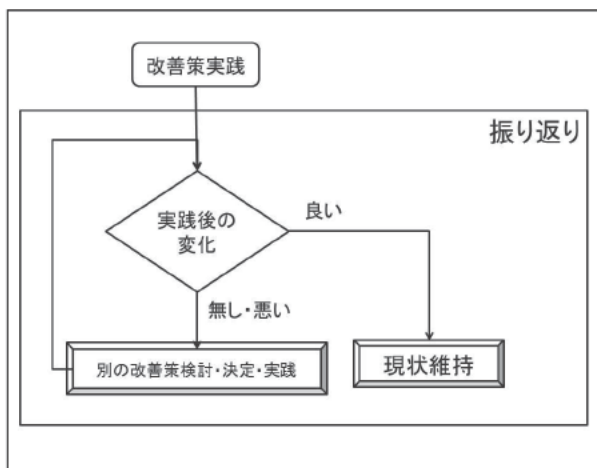 改善策実践
振り返り
実践後の
変化
良い
無し・悪い
別の改善策検討・決定・実践
現状維持